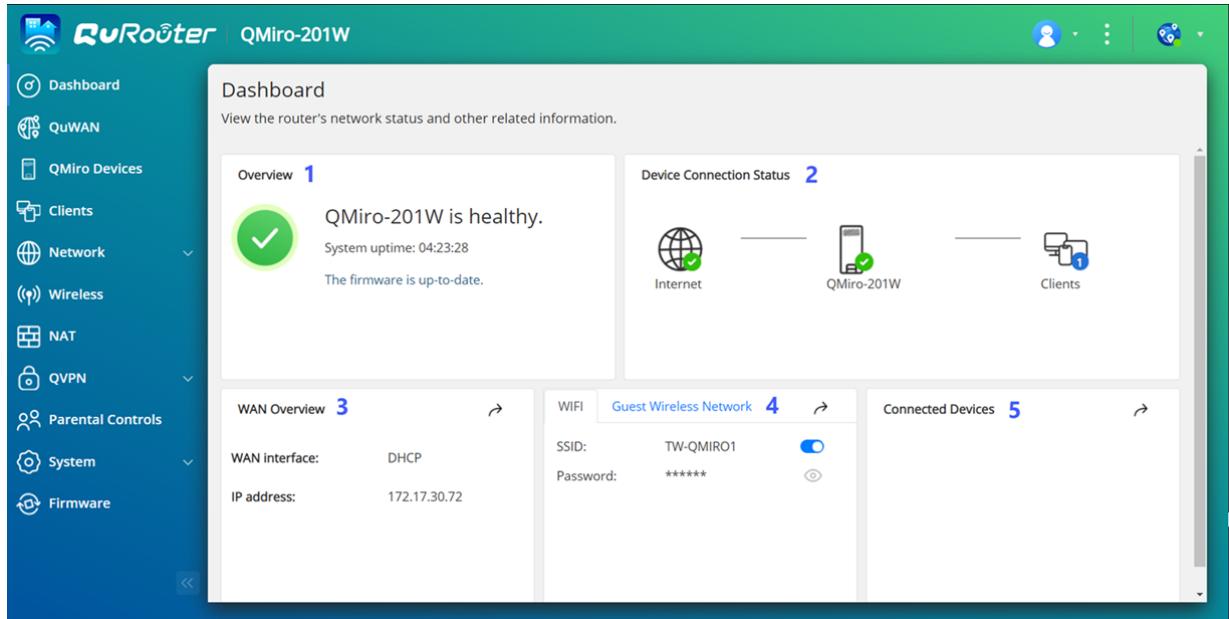 QuRouter QMiro-201W
Dashboard
QuWAN
QMiro Devices
Clients
Network
Wireless
NAT
QVPN
Parental Controls
System
Firmware
Dashboard
View the router's network status and other related information.
Overview 1
QMiro-201W is healthy.
System uptime: 04:23:28
The firmware is up-to-date.
Device Connection Status 2
Internet QMiro-201W Clients
1
WAN Overview 3
WAN interface: DHCP
IP address: 172.17.30.72
WIFI Guest Wireless Network 4
SSID: TW-QMIRO1
Password: ******
Connected Devices 5